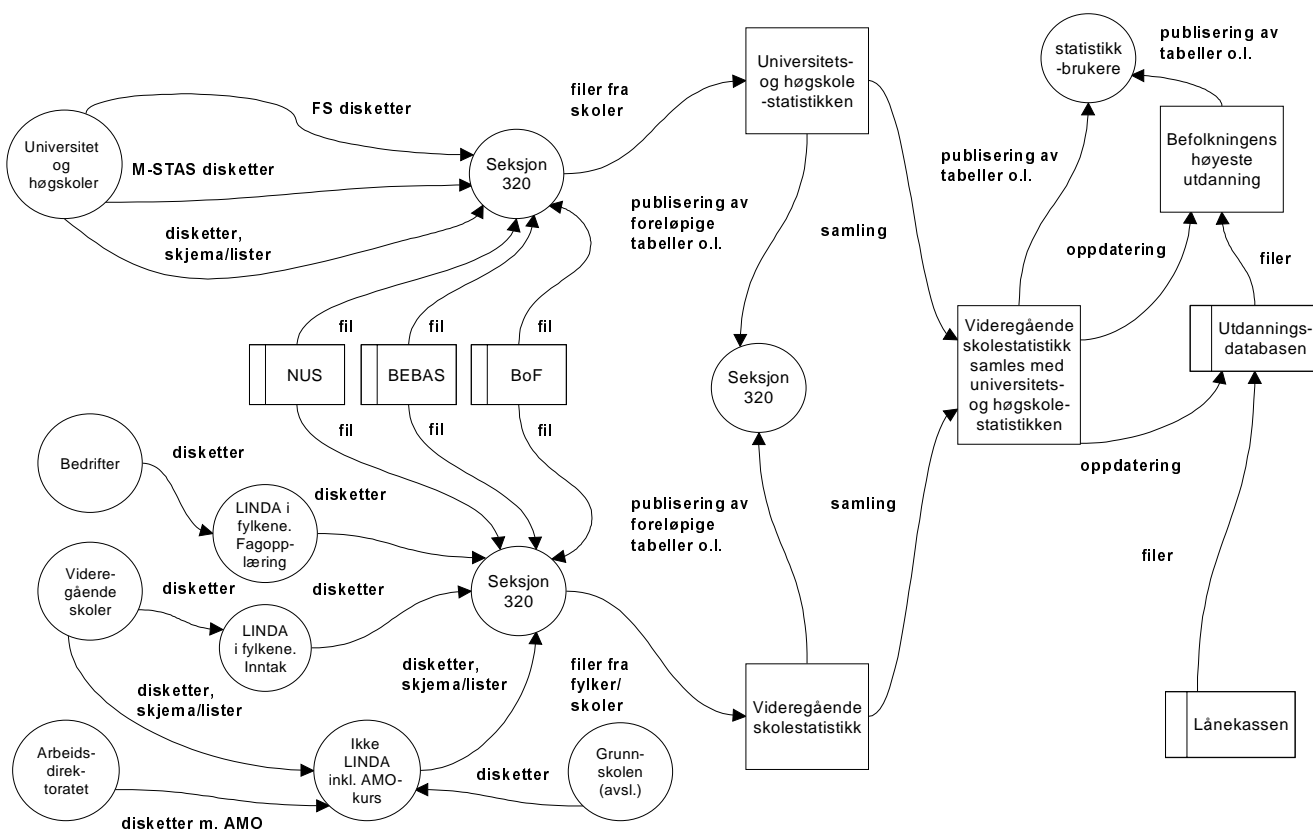 Universitet
og
høgskoler
FS disketter
M-STAS disketter
disketter,
skjema/lister
Seksjon
320
filer fra
skoler
Universitets-
og høgskole
-statistikken
publisering av
foreløpige
tabeller o.l.
samling
statistikk
-brukere
publisering av
tabeller o.l.
publisering av
tabeller o.l.
Befolkningens
høyeste
utdanning
oppdatering
filer
fil
fil
fil
NUS
BEBAS
BoF
fil
fil
fil
Seksjon
320
Videregående
skolestatistikk
samles med
universitets-
og høgskole-
statistikken
Utdannings-
databasen
oppdatering
Bedrifter
disketter
LINDA i
fylkene.
Fagopp-
læring
disketter
Videre-
gående
skoler
disketter
LINDA
i fylkene.
Inntak
disketter
Seksjon
320
publisering av
foreløpige
tabeller o.l.
samling
filer
disketter,
skjema/lister
disketter,
skjema/lister
filer fra
fylker/
skoler
Videregående
skolestatistikk
Lånekassen
Arbeids-
direk-
toratet
disketter m. AMO
Ikke
LINDA
inkl. AMO-
kurs
disketter
Grunn-
skolen
(avsl.)